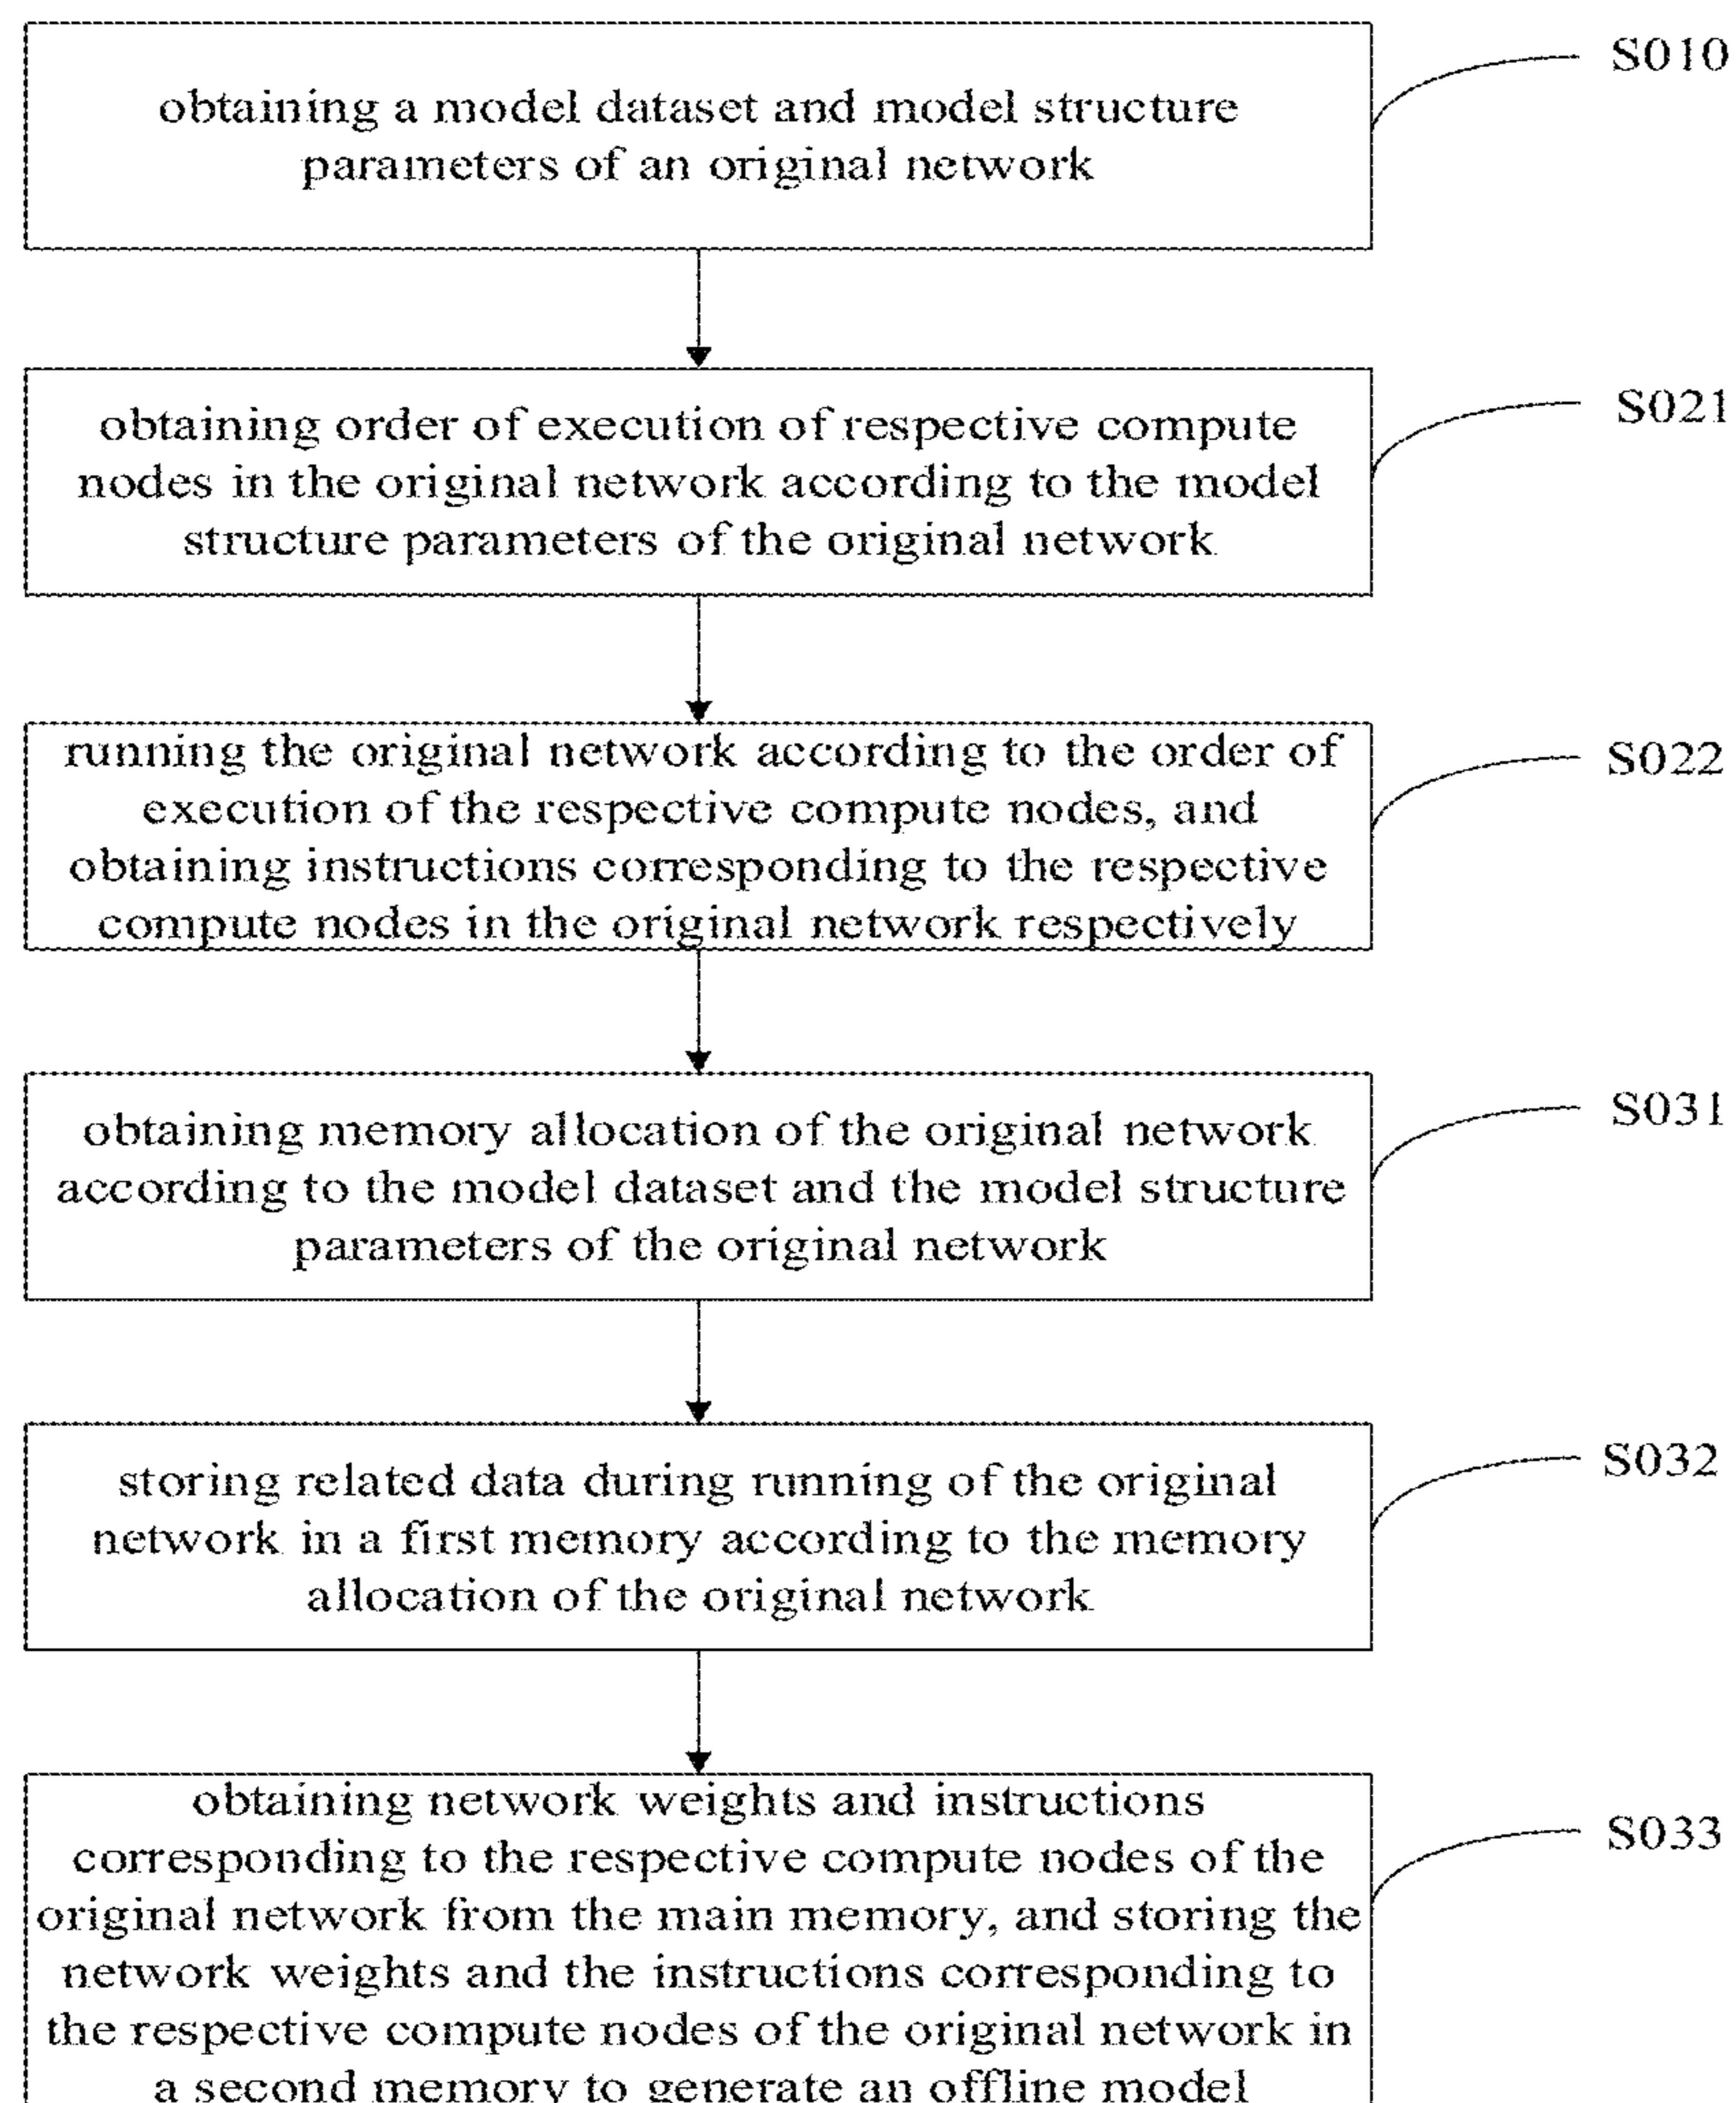 S010
obtaining a model dataset and model structure
parameters of an original network
S021
obtaining order of execution of respective compute
nodes in the original network according to the model
structure parameters of the original network
S022
running the original network according to the order of
execution of the respective compute nodes, and
obtaining instructions corresponding to the respective
compute nodes in the original network respectively
S031
obtaining memory allocation of the original network
according to the model dataset and the model structure
parameters of the original network
S032
storing related data during running of the original
network in a first memory according to the memory
allocation of the original network
S033
obtaining network weights and instructions
corresponding to the respective compute nodes of the
original network from the main memory, and storing the
network weights and the instructions corresponding to
the respective compute nodes of the original network in
a second memory to generate an offline model